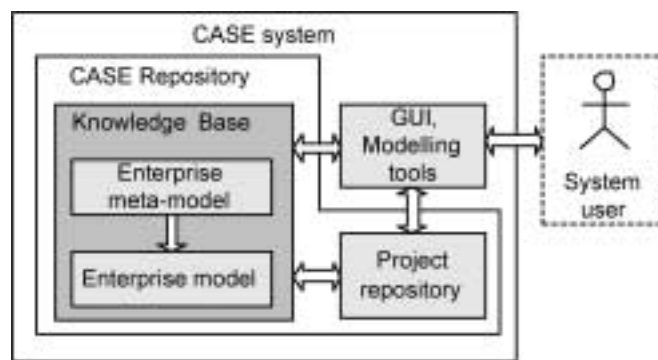 CASE system
CASE Repository
Knowledge Base
Enterprise
meta-model
Enterprise model
GUI,
Modelling
tools
Project
repository
System
user